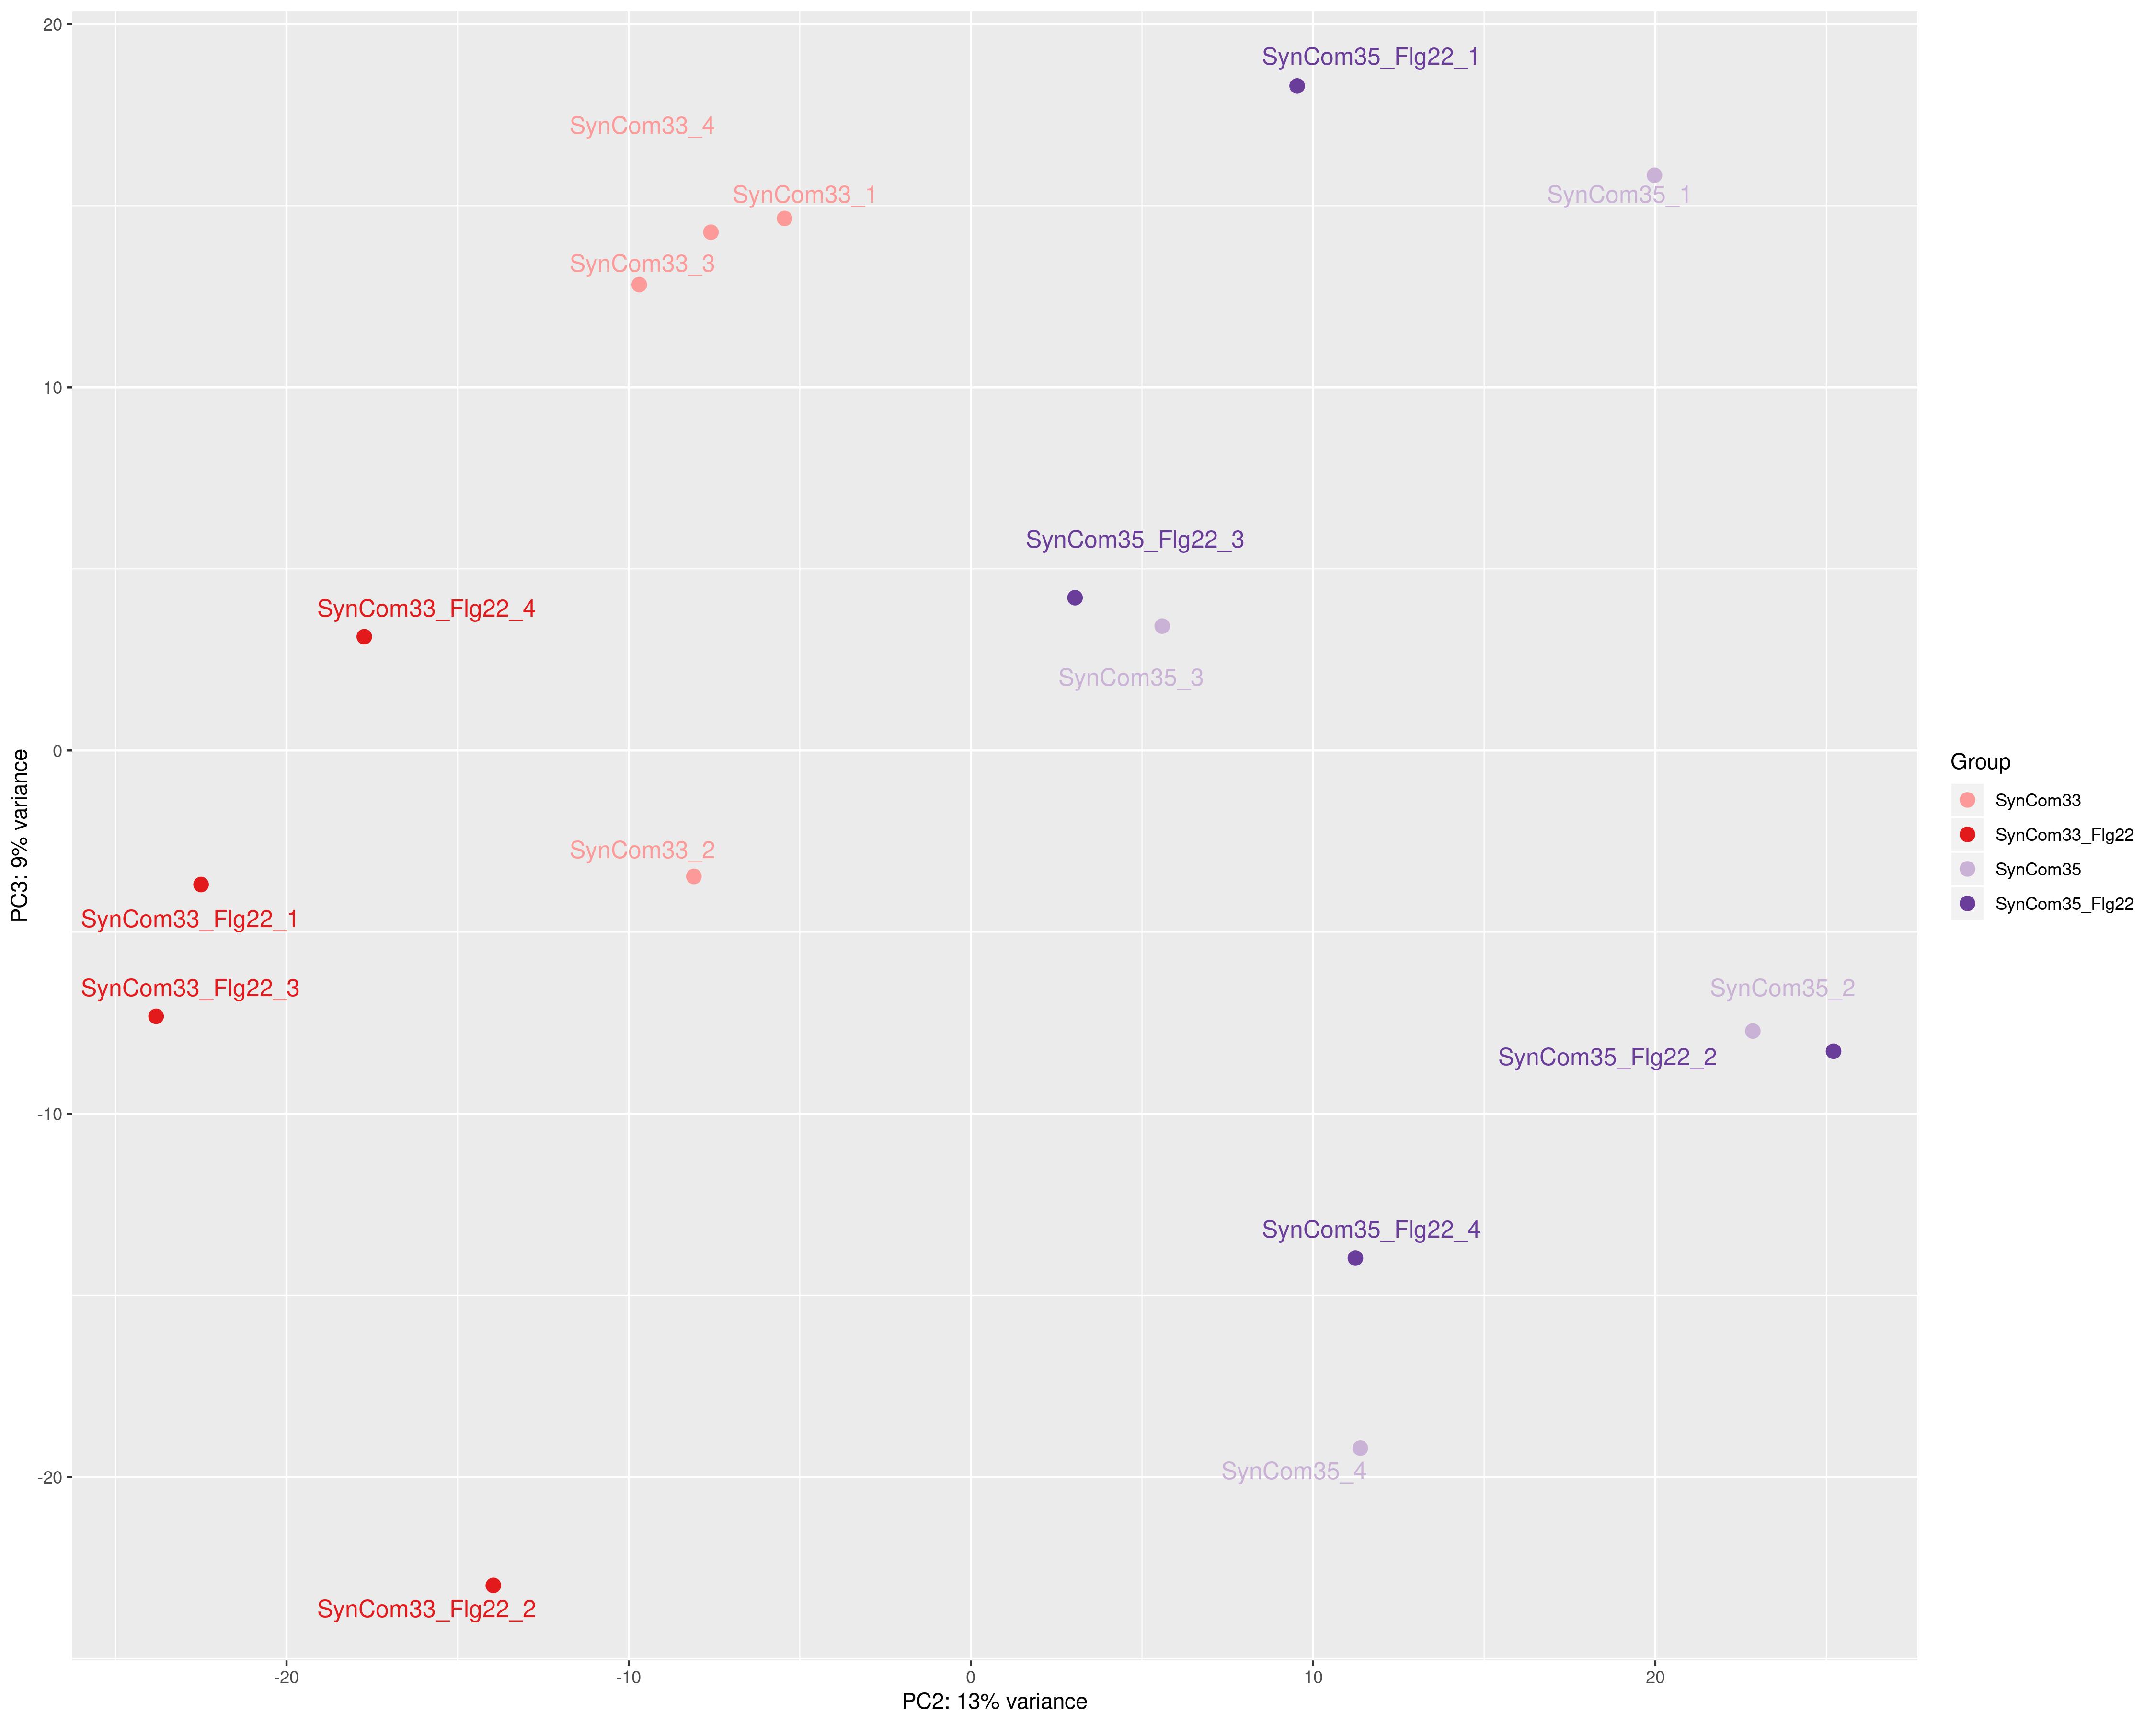 20
SynCom35_Flg22_1
SynCom33_4
SynCom33_1
SynCom35_1
SynCom33_3
10
SynCom35_Flg22_3
SynCom33_Flg22_4
SynCom35_3
0
PC3: 9% variance
Group
SynCom33
SynCom33_Flg22
SynCom35
SynCom35_Flg22
SynCom33_2
SynCom33_Flg22_1
SynCom33_Flg22_3
SynCom35_2
SynCom35_Flg22_2
-10
SynCom35_Flg22_4
SynCom35_4
-20
SynCom33_Flg22_2
-20 -10 0 10 20
PC2: 13% variance